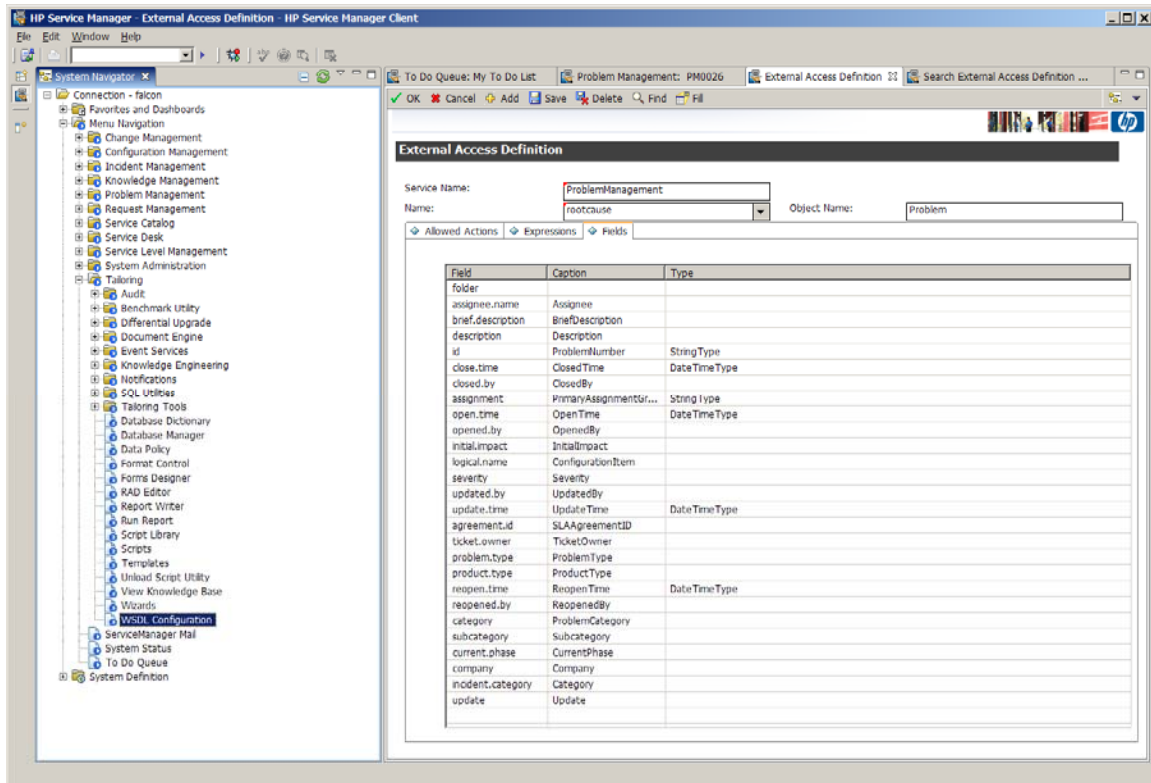 HP Service Manager - External Access Definition - HP Service Manager Client
File Edit Window Help
System Navigator
Connection - falcon
Favorites and Dashboards
Menu Navigation
Change Management
Configuration Management
Incident Management
Knowledge Management
Problem Management
Request Management
Service Catalog
Service Desk
Service Level Management
System Administration
Tailoring
Audit
Benchmark Utility
Differential Upgrade
Document Engine
Event Services
Knowledge Engineering
Notifications
SQL Utilities
Tailoring Tools
Database Dictionary
Database Manager
Data Policy
Format Control
Forms Designer
RAD Editor
Report Writer
Run Report
Script Library
Scripts
Templates
Unload Script Utility
View Knowledge Base
Wizards
WSDL Configuration
ServiceManager Mail
System Status
To Do Queue
System Definition
To Do Queue: My To Do List Problem Management: PM0026 External Access Definition Search External Access Definition ...
OK Cancel Add Save Delete Find Fill
hp
External Access Definition
Service Name: ProblemManagement
Name: rootcause Object Name: Problem
Allowed Actions Expressions Fields
Field Caption Type
folder
assignee.name Assignee
brief.description BriefDescription
description Description
id ProblemNumber StringType
close.time ClosedTime DateTimeType
closed.by ClosedBy
assignment PrimaryAssignmentGr... StringType
open.time OpenTime DateTimeType
opened.by OpenedBy
initial.impact InitialImpact
logical.name ConfigurationItem
severity Severity
updated.by UpdatedBy
update.time UpdateTime DateTimeType
agreement.id SLAAgreementID
ticket.owner TicketOwner
problem.type ProblemType
product.type ProductType
reopen.time ReopenTime DateTimeType
reopened.by ReopenedBy
category ProblemCategory
subcategory Subcategory
current.phase CurrentPhase
company Company
incident.category Category
update Update